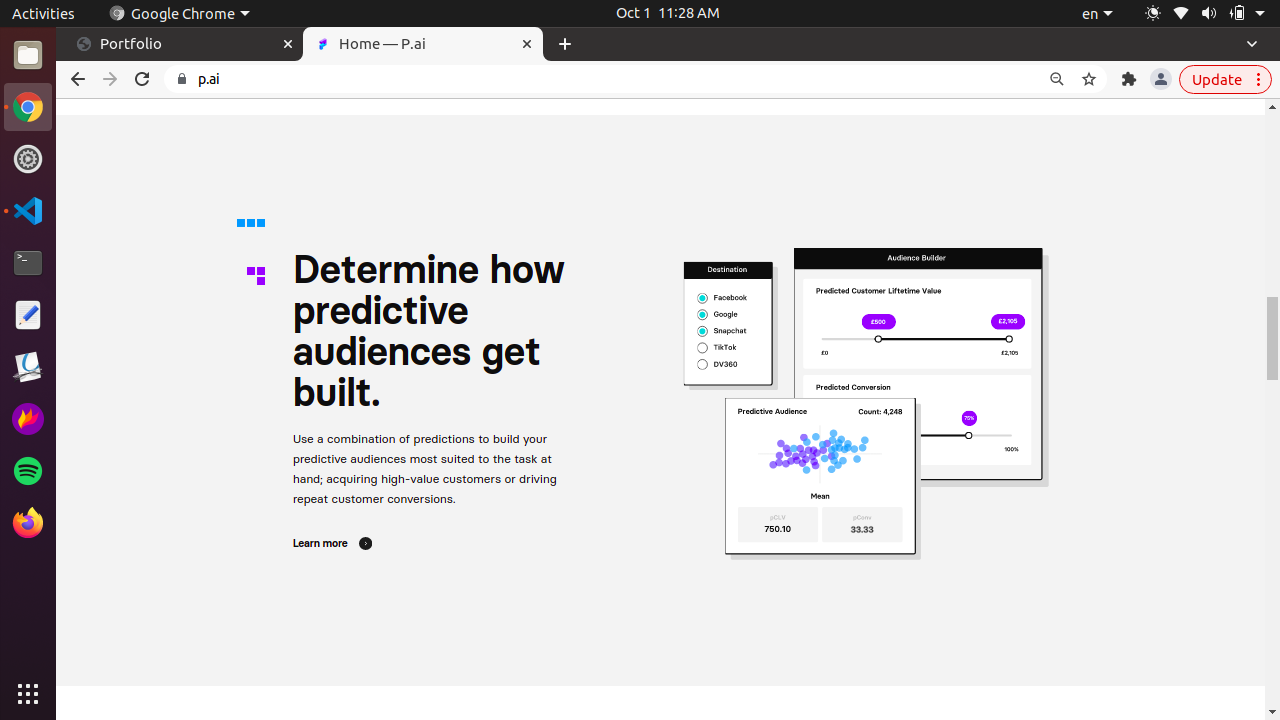 Activities
Google Chrome
Oct 1 11:28 AM
en
Portfolio
Home — P.ai
p.ai
Update
Determine how
predictive
audiences get
built.
Use a combination of predictions to build your
predictive audiences most suited to the task at
hand; acquiring high-value customers or driving
repeat customer conversions.
Learn more
Destination
Facebook
Google
Snapchat
TikTok
DV360
Audience Builder
Predicted Customer Liftetime Value
£500
£2,105
£0
£2,105
Predicted Conversion
75%
100%
Predictive Audience
Count: 4,248
Mean
pCLV
750.10
pConv
33.33